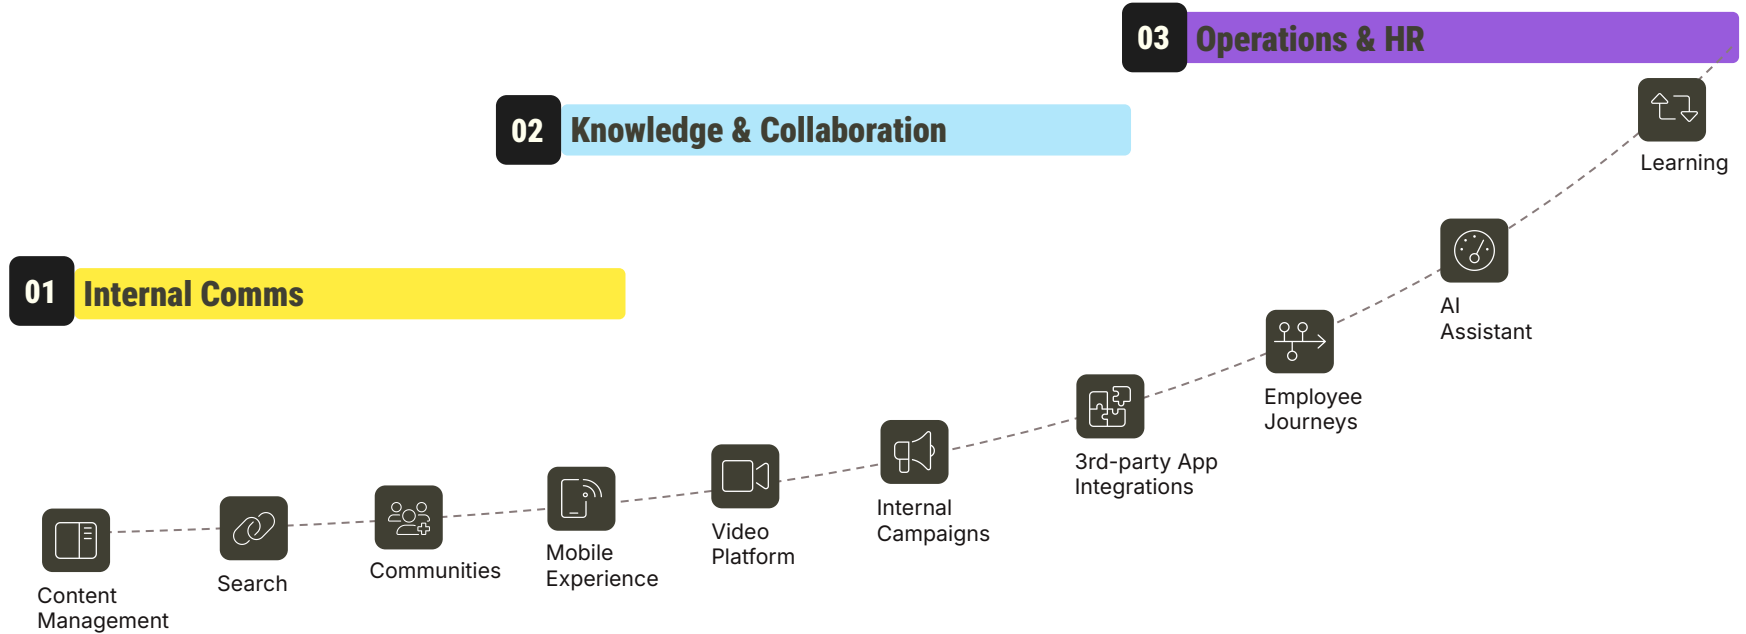 01
Internal Comms
02
Knowledge & Collaboration
03
Operations & HR
Content
Management
Search
Communities
Mobile
Experience
Video
Platform
Internal
Campaigns
3rd-party App
Integrations
Employee
Journeys
AI
Assistant
Learning